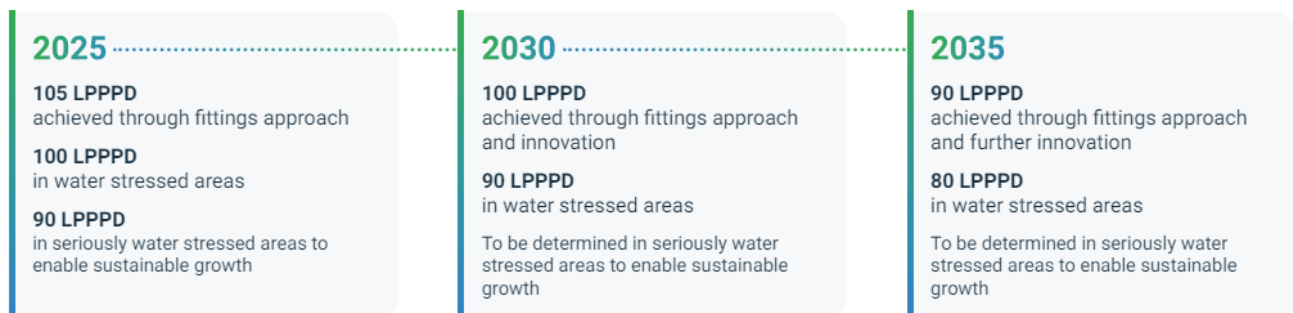 2025
105 LPPPD
achieved through fittings approach
100 LPPPD
in water stressed areas
90 LPPPD
in seriously water stressed areas to
enable sustainable growth
2030
100 LPPPD
achieved through fittings approach
and innovation
90 LPPPD
in water stressed areas
To be determined in seriously water
stressed areas to enable sustainable
growth
2035
90 LPPPD
achieved through fittings approach
and further innovation
80 LPPPD
in water stressed areas
To be determined in seriously water
stressed areas to enable sustainable
growth